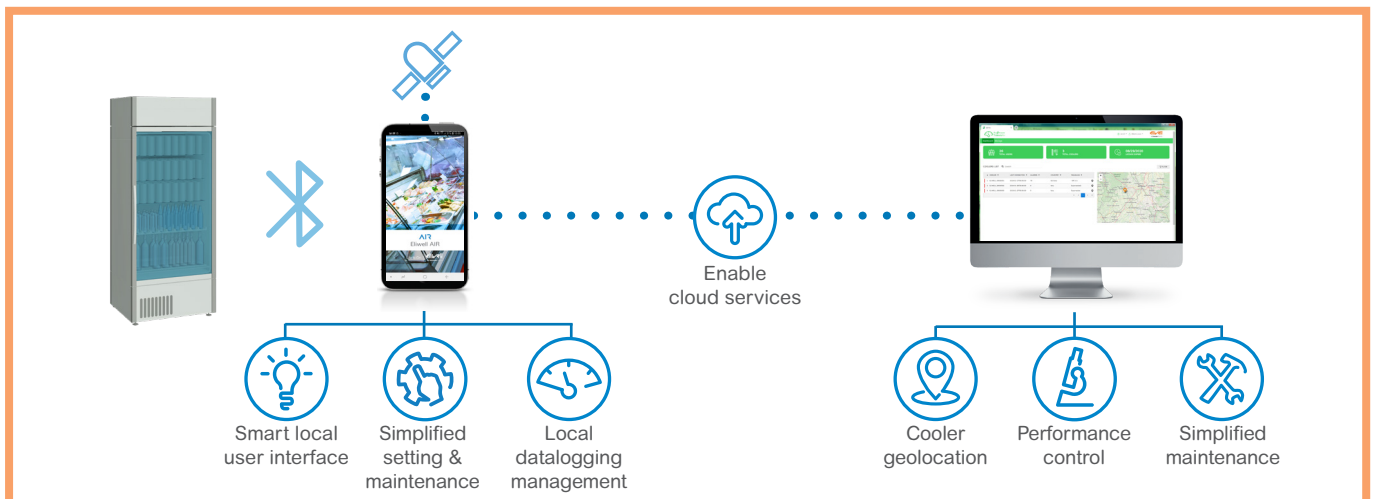 AIR
Eliwell AIR
Enable
cloud services
Smart local
user interface
Simplified
setting &
maintenance
Local
datalogging
management
Cooler
geolocation
Performance
control
Simplified
maintenance